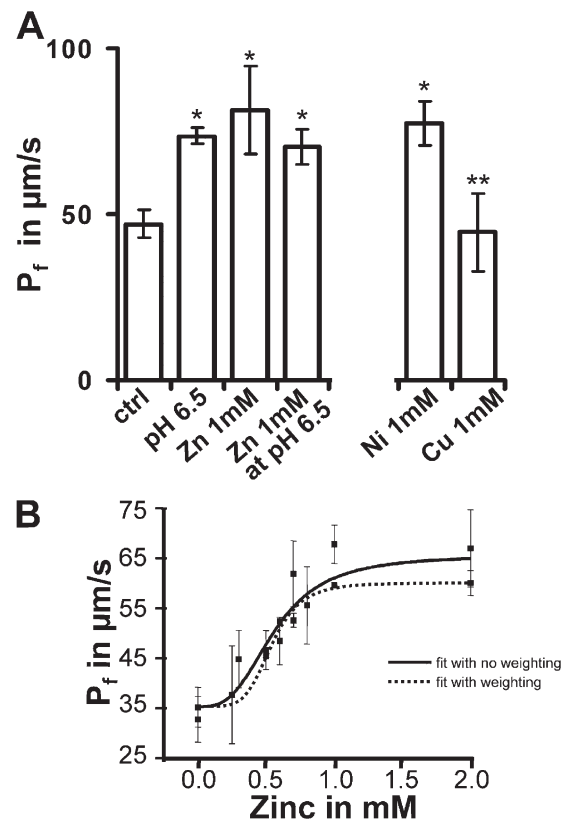 A
100
50
0
Pf in µm/s
*
*
*
*
**
ctrl
pH 6.5
Zn 1mM
Zn 1mM
at pH 6.5
Ni 1mM
Cu 1mM
B
75
65
55
45
35
25
Pf in µm/s
fit with no weighting
fit with weighting
0.0 0.5 1.0 1.5 2.0
Zinc in mM